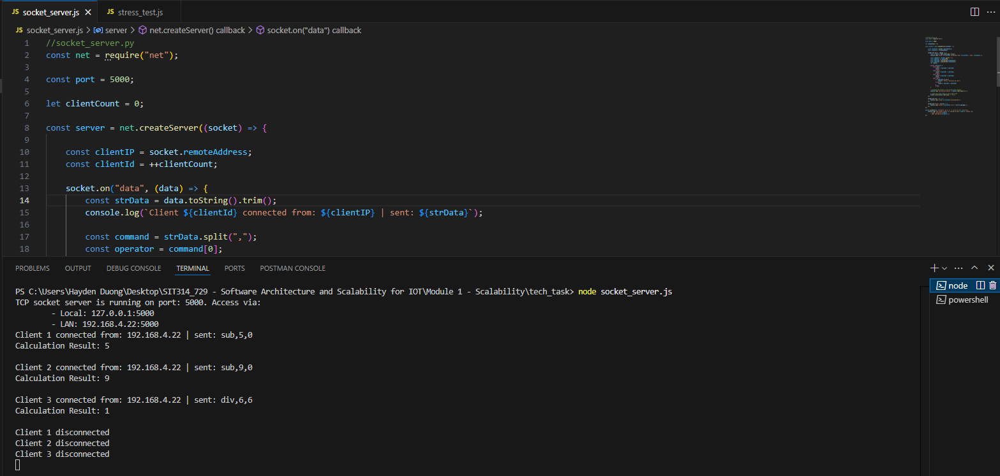 JS socket_server.js
JS stress_test.js
JS socket_server.js > server > net.createServer() callback > socket.on("data") callback
1 //socket_server.py
2 const net = require("net");
3
4 const port = 5000;
5
6 let clientCount = 0;
7
8 const server = net.createServer((socket) => {
9
10 const clientIP = socket.remoteAddress;
11 const clientId = ++clientCount;
12
13 socket.on("data", (data) => {
14 const strData = data.toString().trim();
15 console.log(`Client ${clientId} connected from: ${clientIP} | sent: ${strData}`);
16
17 const command = strData.split(",");
18 const operator = command[0];
PROBLEMS OUTPUT DEBUG CONSOLE TERMINAL PORTS POSTMAN CONSOLE
node
powershell
PS C:\Users\Hayden Duong\Desktop\SIT314_729 - Software Architecture and Scalability for IOT\Module 1 - Scalability\tech_task> node socket_server.js
TCP socket server is running on port: 5000. Access via:
- Local: 127.0.0.1:5000
- LAN: 192.168.4.22:5000
Client 1 connected from: 192.168.4.22 | sent: sub,5,0
Calculation Result: 5
Client 2 connected from: 192.168.4.22 | sent: sub,9,0
Calculation Result: 9
Client 3 connected from: 192.168.4.22 | sent: div,6,6
Calculation Result: 1
Client 1 disconnected
Client 2 disconnected
Client 3 disconnected